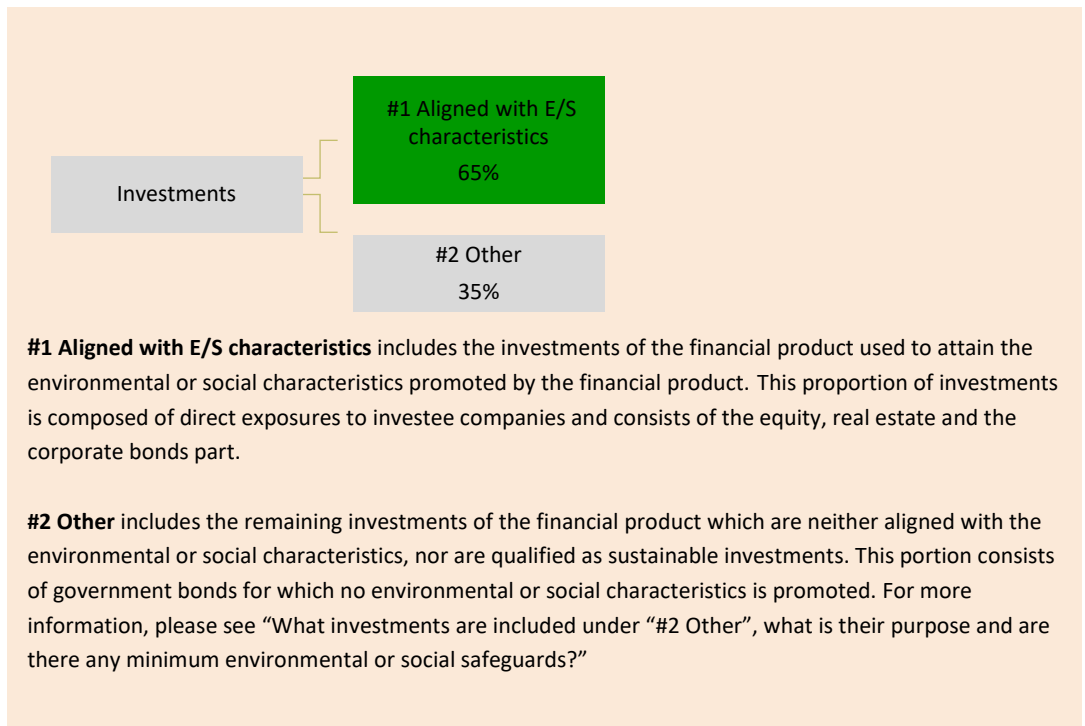 #1 Aligned with E/S
characteristics
65%
Investments
#2 Other
35%
#1 Aligned with E/S characteristics includes the investments of the financial product used to attain the
environmental or social characteristics promoted by the financial product. This proportion of investments
is composed of direct exposures to investee companies and consists of the equity, real estate and the
corporate bonds part.
#2 Other includes the remaining investments of the financial product which are neither aligned with the
environmental or social characteristics, nor are qualified as sustainable investments. This portion consists
of government bonds for which no environmental or social characteristics is promoted. For more
information, please see “What investments are included under “#2 Other”, what is their purpose and are
there any minimum environmental or social safeguards?”